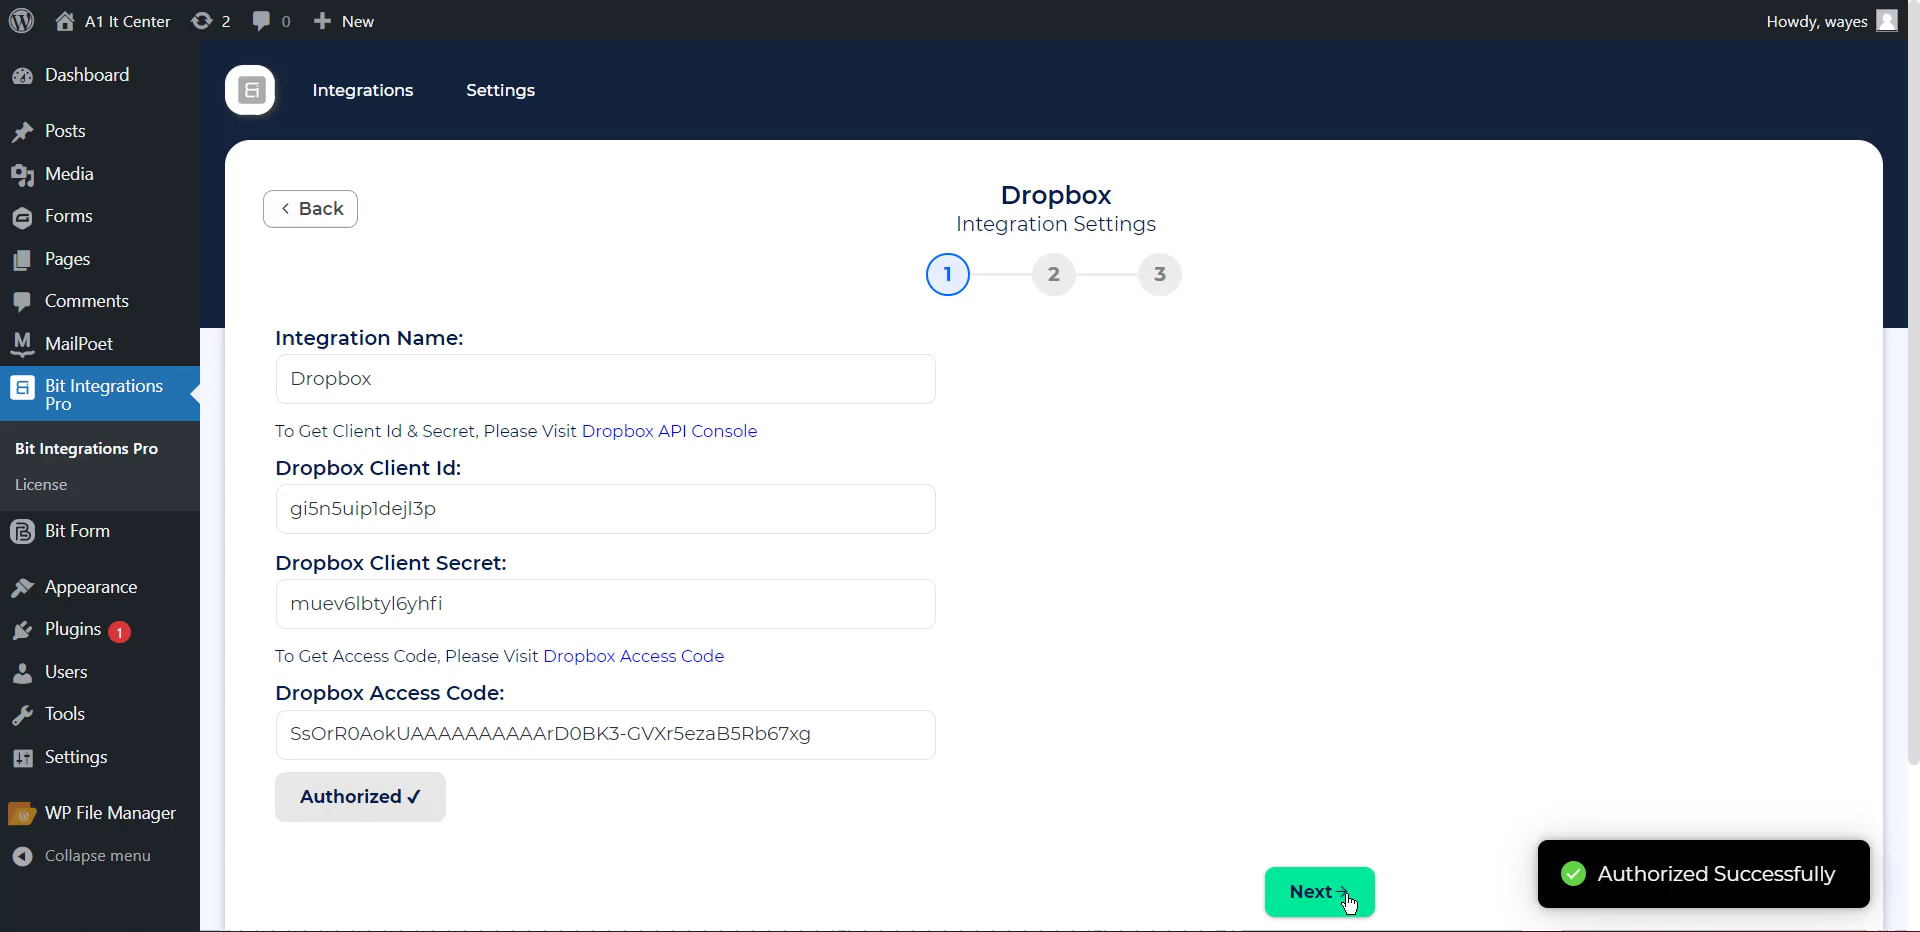 A1 It Center 2 0 New Howdy, wayes
Dashboard
Posts
Media
Forms
Pages
Comments
MailPoet
Bit Integrations
Pro
Bit Integrations Pro
License
Bit Form
Appearance
Plugins 1
Users
Tools
Settings
WP File Manager
Collapse menu
Integrations Settings
< Back
Dropbox
Integration Settings
1 2 3
Integration Name:
Dropbox
To Get Client Id & Secret, Please Visit Dropbox API Console
Dropbox Client Id:
gi5n5uip1dejl3p
Dropbox Client Secret:
muev6lbtyl6yhfi
To Get Access Code, Please Visit Dropbox Access Code
Dropbox Access Code:
SsOrR0AokUAAAAAAAAAArD0BK3-GVXr5ezaB5Rb67xg
Authorized ✓
Next→
Authorized Successfully